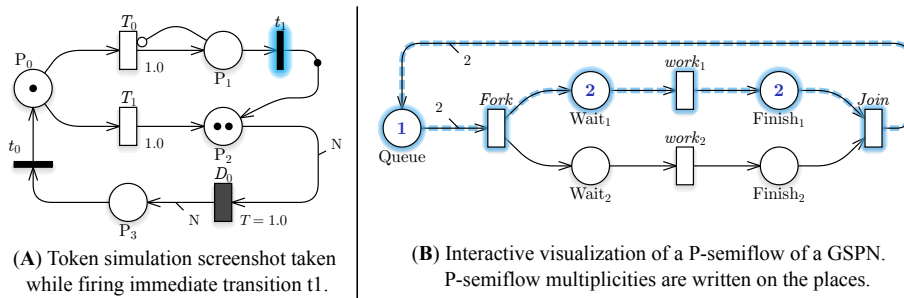 (A) Token simulation screenshot taken
while firing immediate transition t1.
P0
T0
1.0
P1
t1
T1
1.0
P2
N
t0
D0
T = 1.0
N
P3
(B) Interactive visualization of a P-semiflow of a GSPN.
P-semiflow multiplicities are written on the places.
2
1
Queue
2
Fork
2
Wait1
work1
2
Finish1
Join
Wait2
work2
Finish2